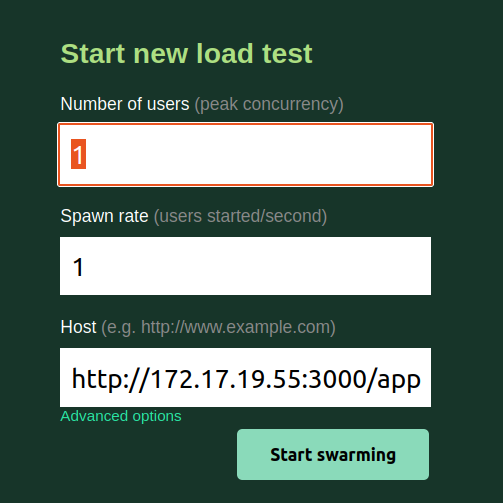 Start new load test
Number of users (peak concurrency)
1
Spawn rate (users started/second)
1
Host (e.g. http://www.example.com)
http://172.17.19.55:3000/app
Advanced options
Start swarming